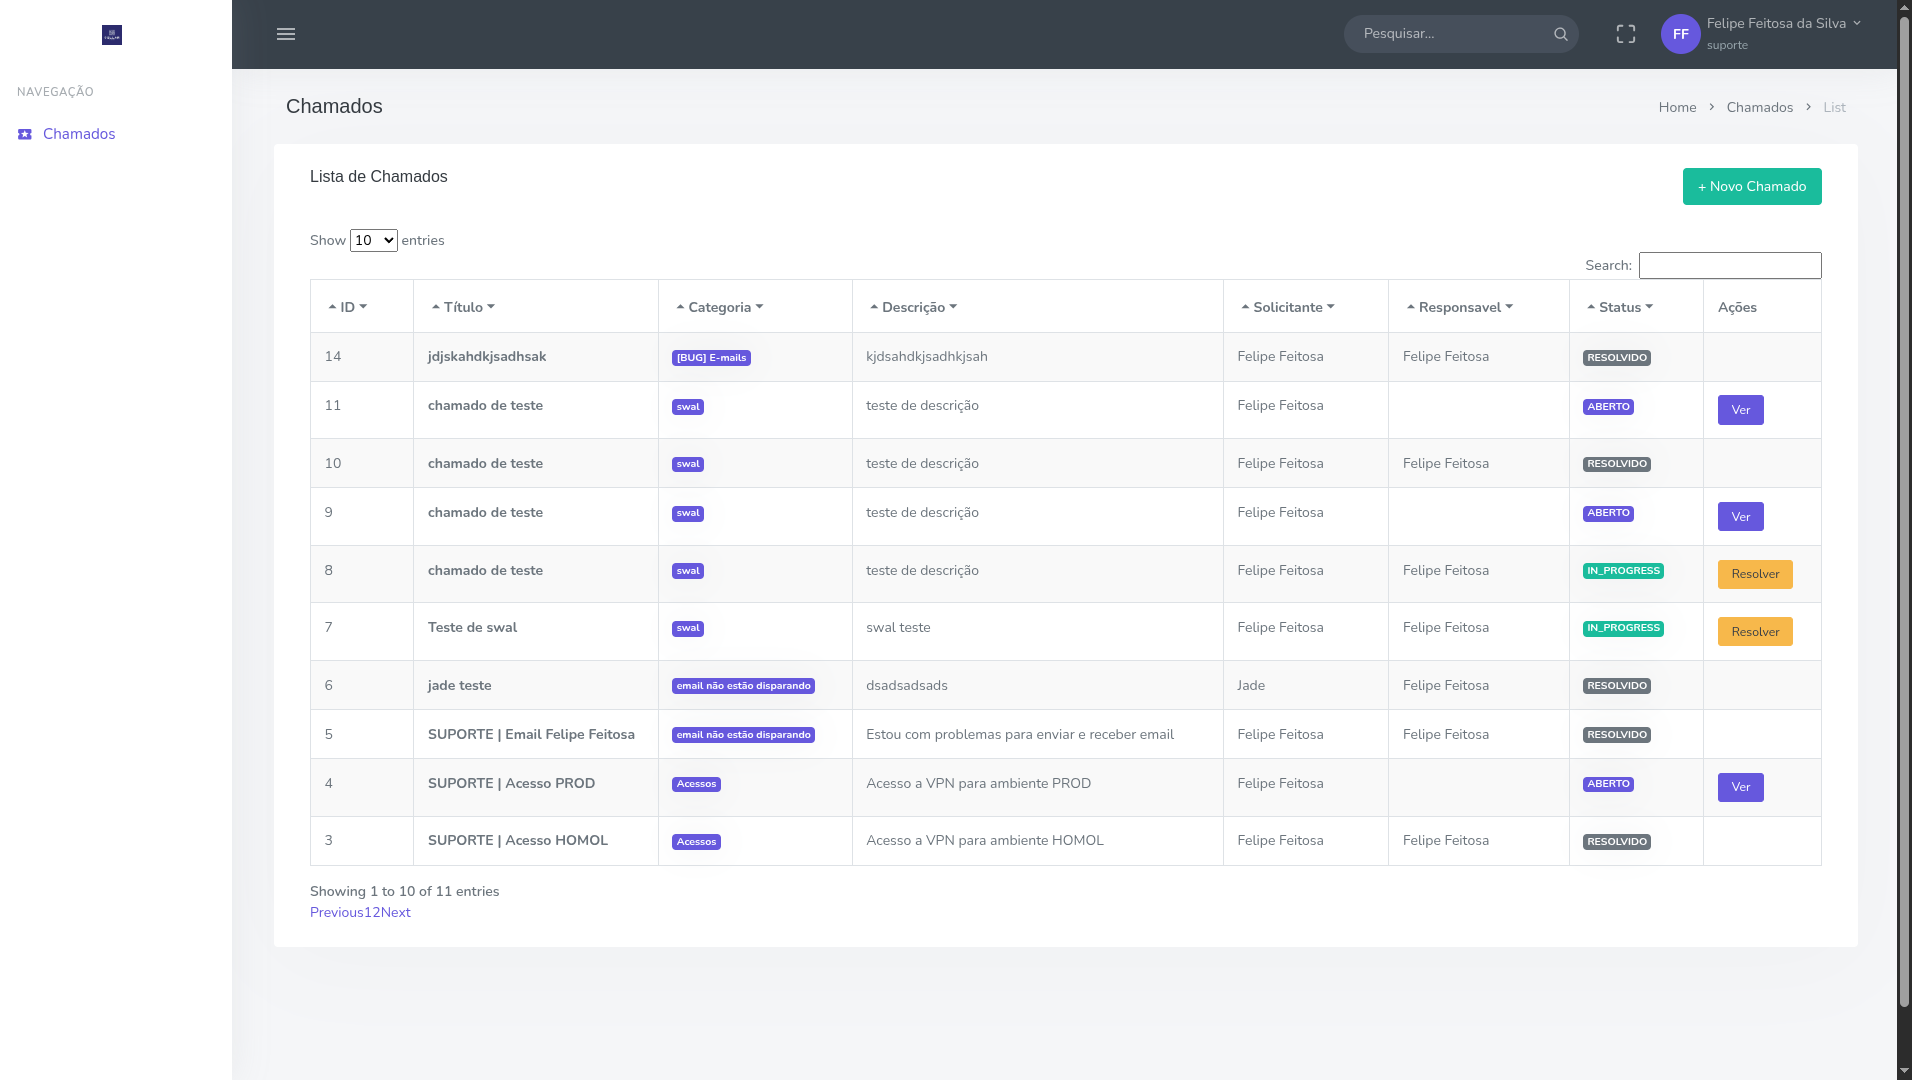 Pesquisar...
FF
Felipe Feitosa da Silva
suporte
NAVEGAÇÃO
Chamados
Chamados
Home > Chamados > List
Lista de Chamados
+ Novo Chamado
Show 10 entries
Search:
ID Título Categoria Descrição Solicitante Responsavel Status Ações
14 jdjskahdkjsadhsak [BUG] E-mails kjdsahdkjsadhkjsah Felipe Feitosa Felipe Feitosa RESOLVIDO
11 chamado de teste swal teste de descrição Felipe Feitosa ABERTO Ver
10 chamado de teste swal teste de descrição Felipe Feitosa Felipe Feitosa RESOLVIDO
9 chamado de teste swal teste de descrição Felipe Feitosa ABERTO Ver
8 chamado de teste swal teste de descrição Felipe Feitosa Felipe Feitosa IN_PROGRESS Resolver
7 Teste de swal swal swal teste Felipe Feitosa Felipe Feitosa IN_PROGRESS Resolver
6 jade teste email não estão disparando dsadsadsads Jade Felipe Feitosa RESOLVIDO
5 SUPORTE | Email Felipe Feitosa email não estão disparando Estou com problemas para enviar e receber email Felipe Feitosa Felipe Feitosa RESOLVIDO
4 SUPORTE | Acesso PROD Acessos Acesso a VPN para ambiente PROD Felipe Feitosa ABERTO Ver
3 SUPORTE | Acesso HOMOL Acessos Acesso a VPN para ambiente HOMOL Felipe Feitosa Felipe Feitosa RESOLVIDO
Showing 1 to 10 of 11 entries
Previous12Next